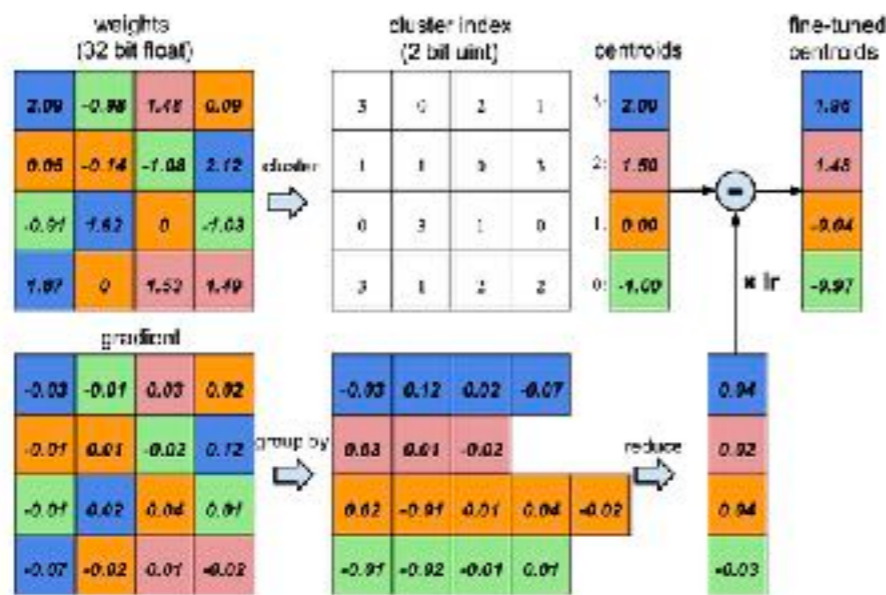 weights
(32 bit float)
cluster index
(2 bit uint)
centroids
fine-tuned
centroids
2.09 -0.98 1.48 0.09
0.05 -0.14 -1.08 2.12
-0.91 1.92 0 -1.03
1.87 0 1.53 1.49
cluster
3 0 2 1
1 1 0 3
0 3 1 0
3 1 2 2
3: 2.00
2: 1.50
1: 0.00
0: -1.00
-
× lr
1.96
1.48
-0.04
-0.97
gradient
-0.03 -0.01 0.03 0.02
-0.01 0.01 -0.02 0.12
-0.01 0.02 0.04 0.01
-0.07 -0.02 0.01 -0.02
group by
-0.03 0.12 0.02 -0.07
0.03 0.01 -0.02
0.02 -0.01 0.01 0.04 -0.02
-0.01 -0.02 -0.01 0.01
reduce
0.04
0.02
0.04
-0.03